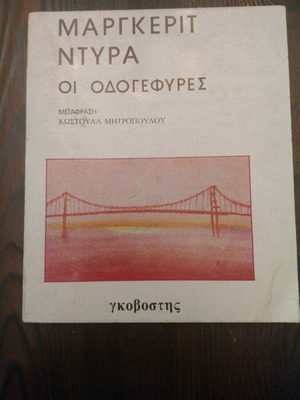 ΜΑΡΓΚΕΡΙΤ
ΝΤΥΡΑ
ΟΙ ΟΔΟΓΕΦΥΡΕΣ
ΜΕΤΑΦΡΑΣΗ:
ΚΩΣΤΟΥΛΑ ΜΗΤΡΟΠΟΥΛΟΥ
γκοβοστης